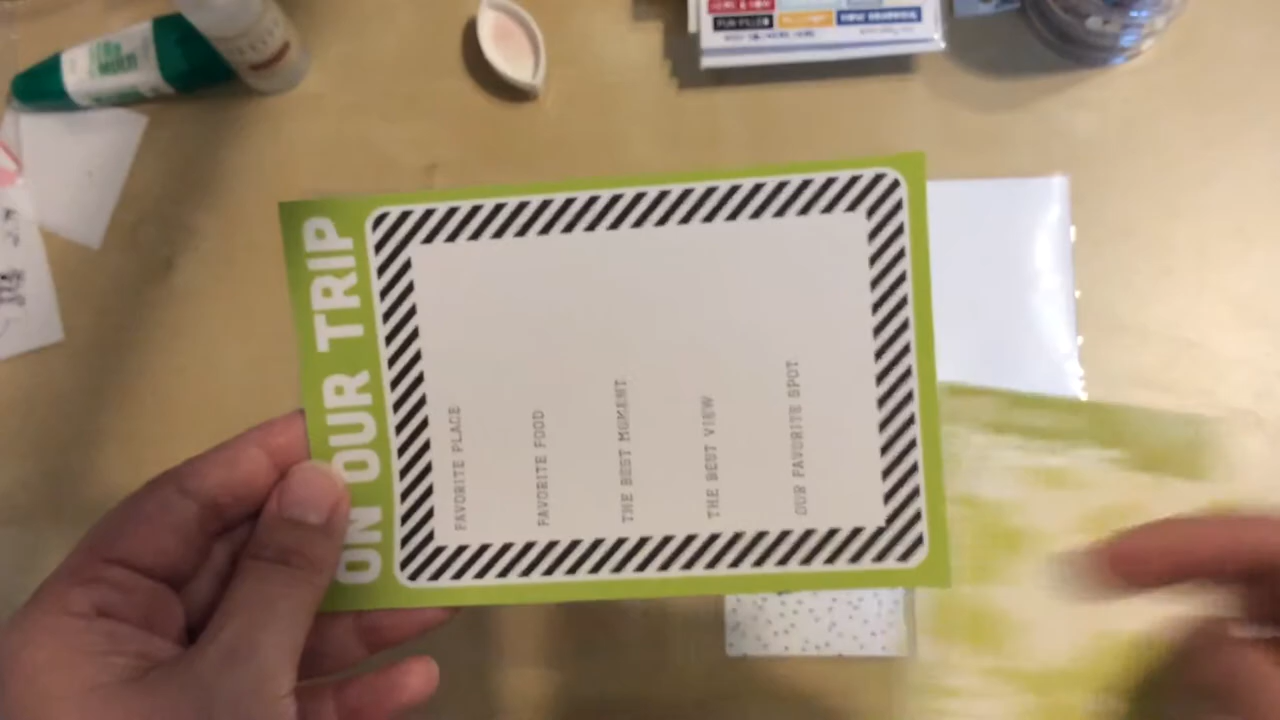 ON OUR TRIP
FAVORITE PLACE
FAVORITE FOOD
THE BEST MOMENT
THE BEST VIEW
OUR FAVORITE SPOT